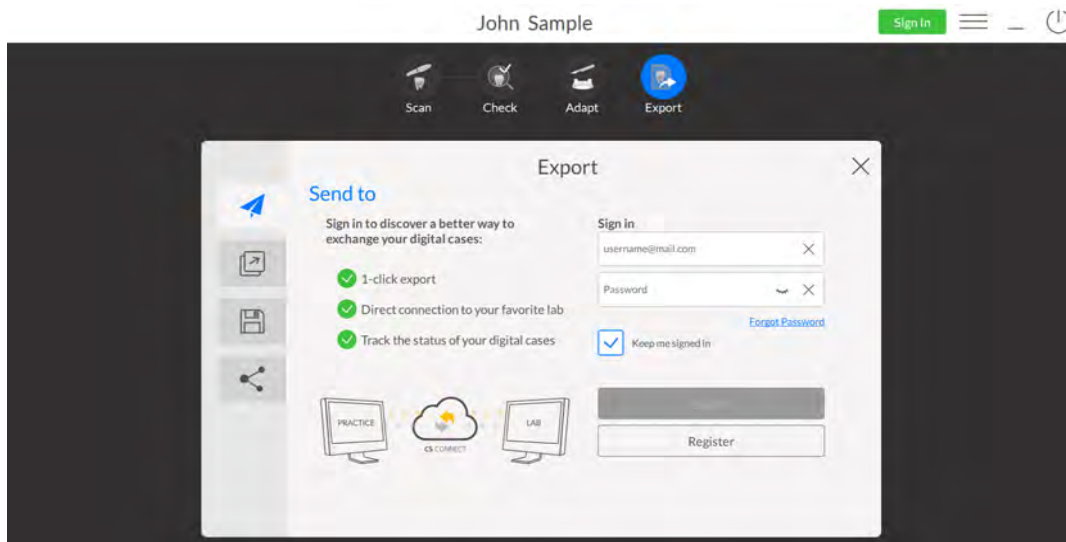 John Sample
Sign In
Scan
Check
Adapt
Export
Export
Send to
Sign in to discover a better way to
exchange your digital cases:
1-click export
Direct connection to your favorite lab
Track the status of your digital cases
PRACTICE
CS CONNECT
LAB
Sign in
username@mail.com
Password
Forgot Password
Keep me signed in
Register